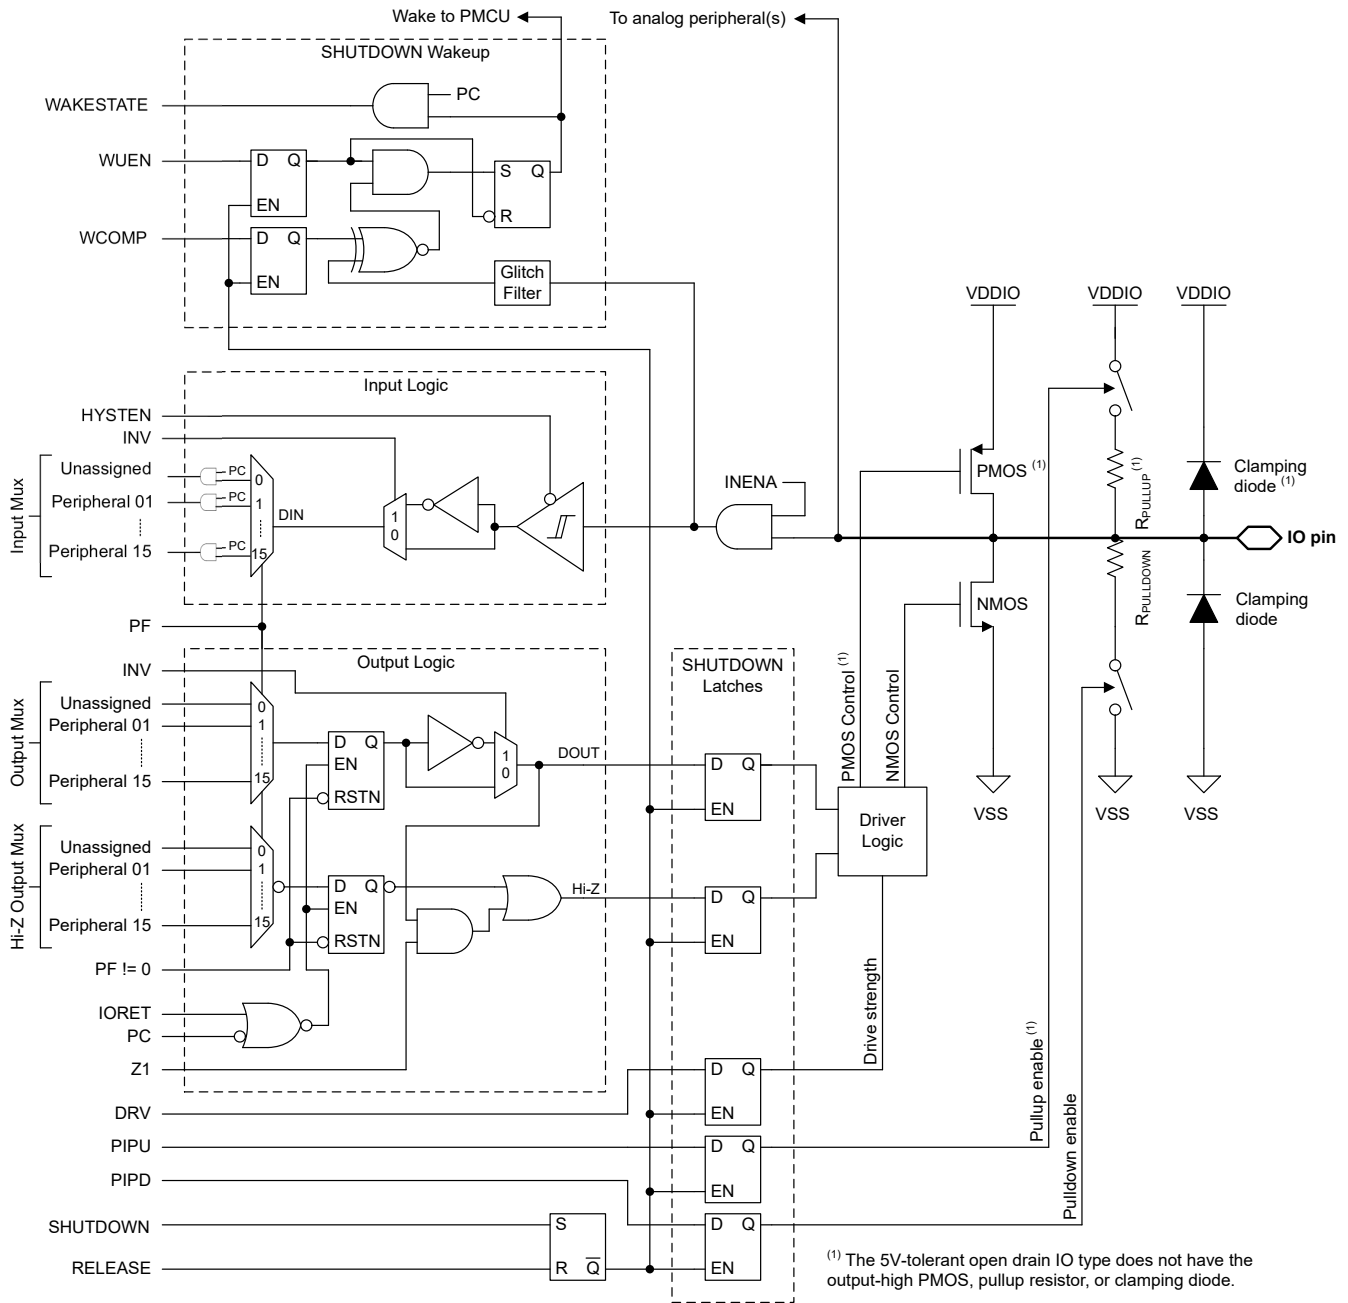 Wake to PMCU
To analog peripheral(s)
SHUTDOWN Wakeup
WAKESTATE
PC
WUEN
D Q
EN
S Q
R
WCOMP
D Q
EN
Glitch
Filter
VDDIO
VDDIO
VDDIO
Input Logic
HYSTEN
INV
Input Mux
Unassigned
PC
0
Peripheral 01
PC
1
Peripheral 15
PC
15
DIN
1
0
INENA
PMOS (1)
RPULLUP (1)
Clamping
diode (1)
IO pin
RPULLDOWN
NMOS
Clamping
diode
PF
Output Logic
INV
Output Mux
Unassigned
0
Peripheral 01
1
Peripheral 15
15
D Q
EN
RSTN
1
0
DOUT
SHUTDOWN
Latches
D Q
EN
PMOS Control (1)
NMOS Control
Driver
Logic
VSS
VSS
VSS
Hi-Z Output Mux
Unassigned
0
Peripheral 01
1
Peripheral 15
15
D Q
EN
RSTN
Hi-Z
D Q
EN
PF != 0
IORET
PC
Z1
Drive strength
D Q
EN
DRV
PIPU
D Q
EN
Pullup enable (1)
Pulldown enable
PIPD
SHUTDOWN
S
D Q
RELEASE
R Q
EN
(1) The 5V-tolerant open drain IO type does not have the
output-high PMOS, pullup resistor, or clamping diode.